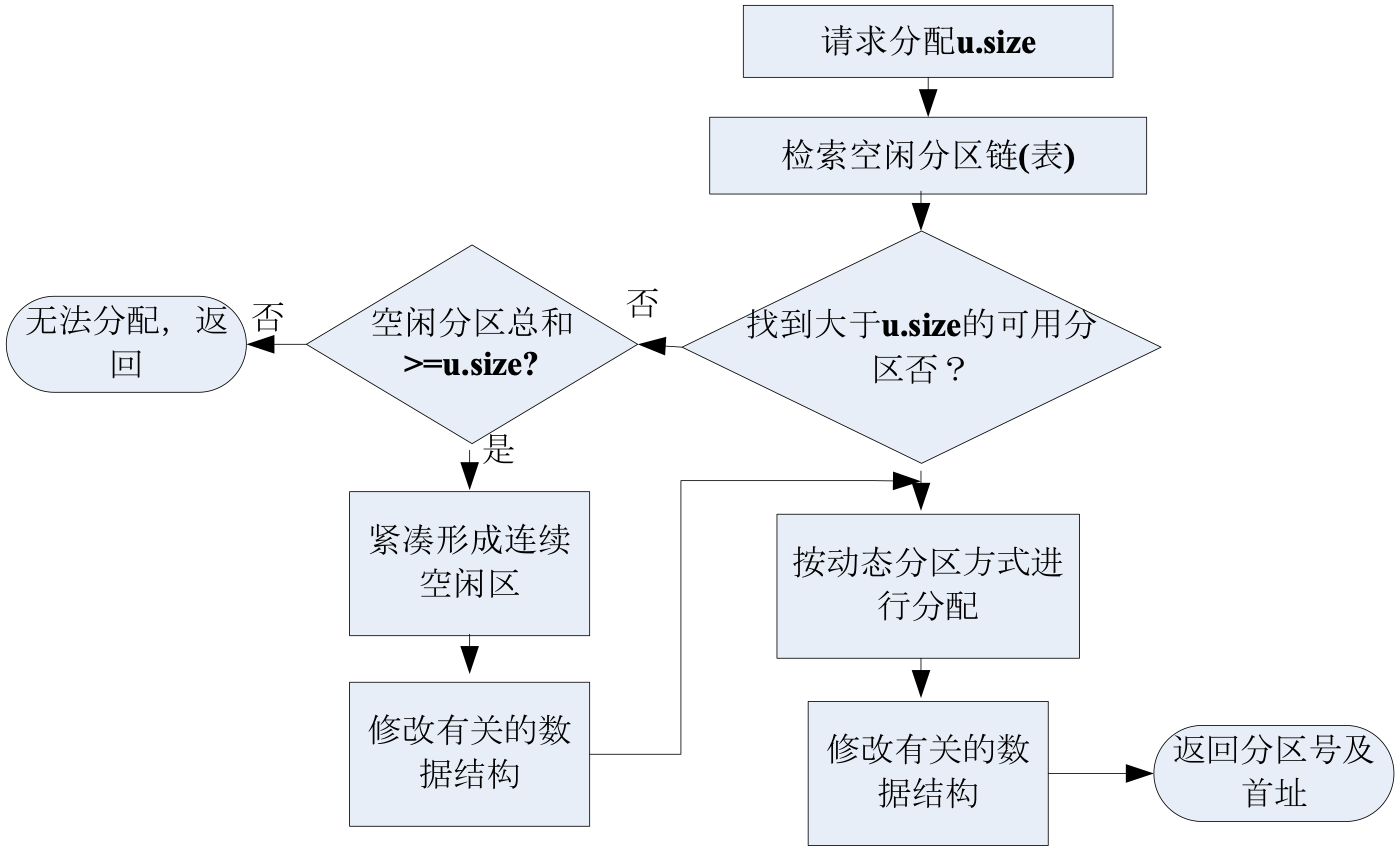 请求分配u.size
检索空闲分区链(表)
找到大于u.size的可用分
区否？
否
空闲分区总和
>=u.size?
否
无法分配，返
回
是
紧凑形成连续
空闲区
修改有关的数
据结构
按动态分区方式进
行分配
修改有关的数
据结构
返回分区号及
首址